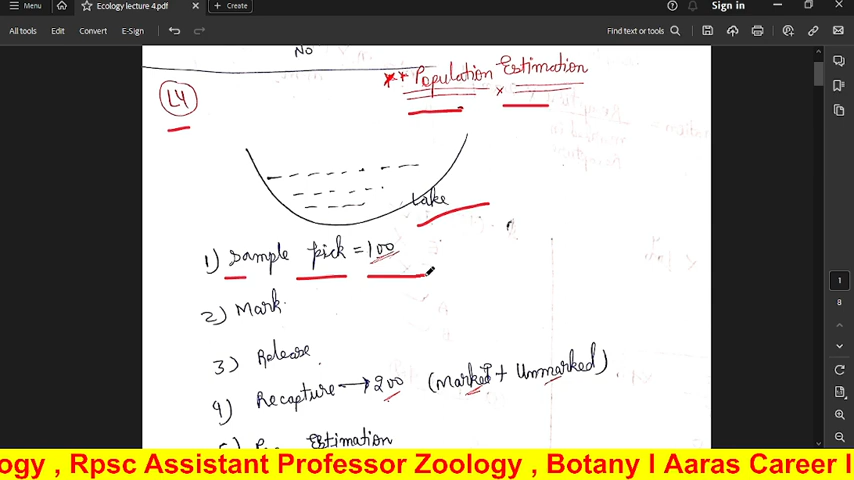 Menu
Ecology lecture 4.pdf
Create
Sign in
All tools
Edit
Convert
E-Sign
Find text or tools
No
** Population Estimation
L4
Lake
1) Sample pick = 100
2) Mark
3) Release
4) Recapture → 200 (Marked + Unmarked)
Estimation
1
8
ology , Rpsc Assistant Professor Zoology , Botany I Aaras Career I